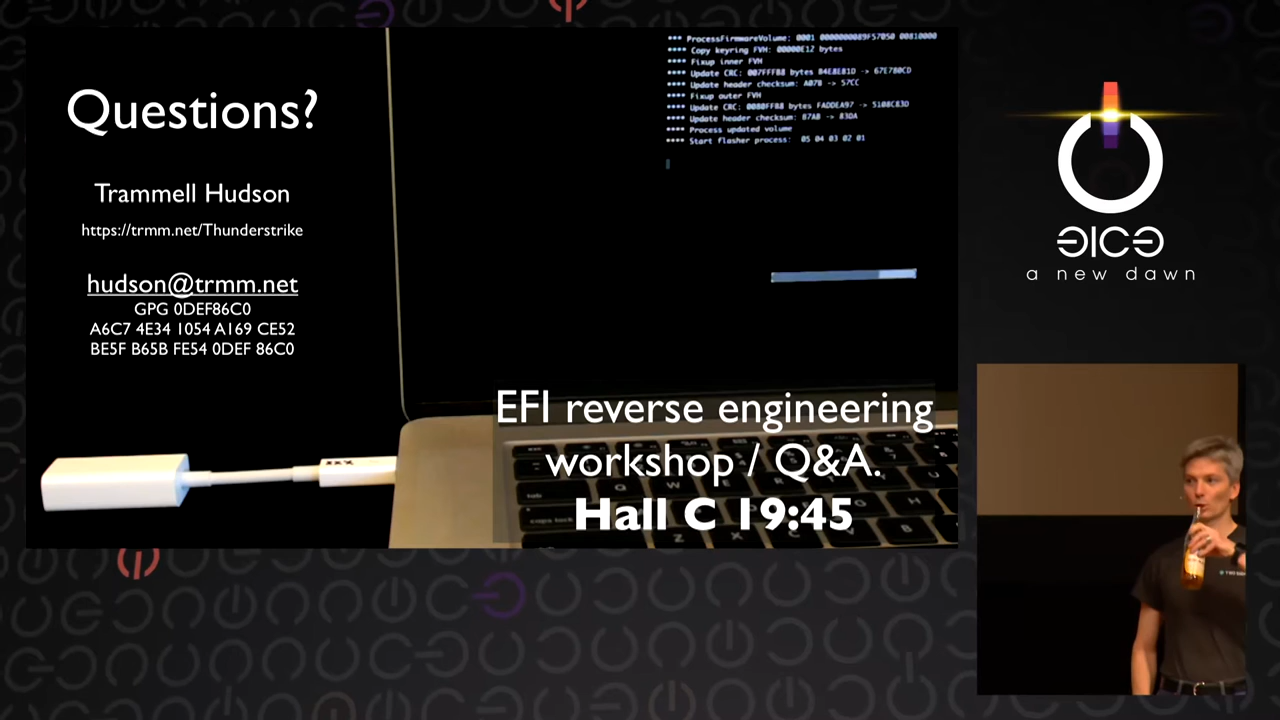 Questions?
Trammell Hudson
https://trmm.net/Thunderstrike
hudson@trmm.net
GPG 0DEF86C0
A6C7 4E34 1054 A169 CE52
BE5F B65B FE54 0DEF 86C0
*** ProcessFirmwareVolume: 0001 0000000089F57050 00810000
**** Copy keyring FVH: 00000E12 bytes
**** Fixup inner FVH
**** Update CRC: 007FFFB8 bytes B4E8E81D -> 67E780CD
**** Update header checksum: A07B -> 57CC
**** Fixup outer FVH
**** Update CRC: 0080FFB8 bytes FADDEA97 -> 5108C83D
**** Update header checksum: 87AB -> 83DA
**** Process updated volume
**** Start flasher process: 05 04 03 02 01
EFI reverse engineering
workshop / Q&A.
Hall C 19:45
a new dawn